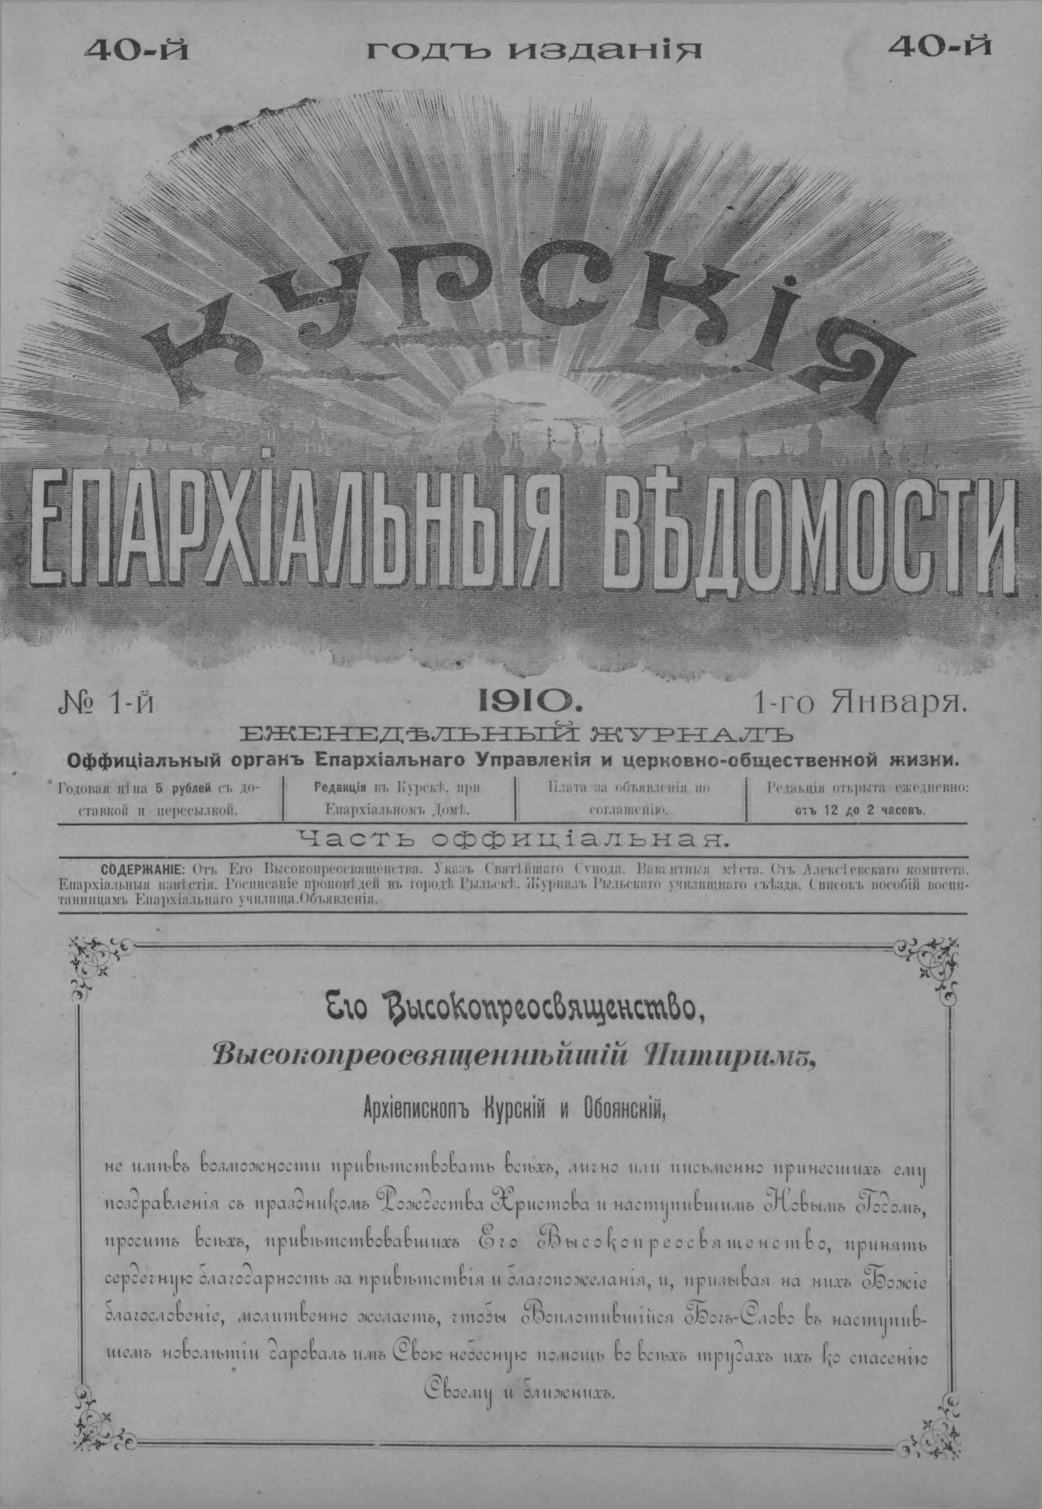 40-й годъ изданія 40-й
КУРСКІЯ
ЕПАРХІАЛЬНЫЯ ВѢДОМОСТИ
№ 1-й 1910. 1-го Января.
ЕЖЕНЕДѢЛЬНЫЙ ЖУРНАЛЪ
Оффиціальный органъ Епархіальнаго Управленія и церковно-общественной жизни.
Годовая цѣна 5 рублей съ до-
ставкой и пересылкой.
Редакція въ Курскѣ, при
Епархіальномъ Домѣ.
Плата за объявленія по
соглашенію.
Редакція открыта ежедневно:
отъ 12 до 2 часовъ.
Часть оффиціальная.
СОДЕРЖАНІЕ: Отъ Его Высокопреосвященства. Указъ Святѣйшаго Сунода. Вакантныя мѣста. Отъ Алексѣевскаго комитета.
Епархіальныя извѣстія. Росписаніе проповѣдей въ городѣ Рыльскѣ. Журналъ Рыльскаго училищнаго съѣзда. Списокъ пособій воспи-
танницамъ Епархіальнаго училища. Объявленія.
Его Высокопреосвященство,
Высокопреосвященнѣйшій Питиримъ,
Архіепископъ Курскій и Обоянскій,
не имѣвъ возможности привѣтствовать всѣхъ, лично или письменно принесшихъ ему
поздравленія съ праздникомъ Рождества Христова и наступившимъ Новымъ Годомъ,
проситъ всѣхъ, привѣтствовавшихъ Его Высокопреосвященство, принять
сердечную благодарность за привѣтствія и благопожеланія, и, призывая на нихъ Божіе
благословеніе, молитвенно желаетъ, чтобы Воплотившійся Богъ-Слово въ наступив-
шемъ новолѣтіи даровалъ имъ Свою небесную помощь во всѣхъ трудахъ ихъ ко спасенію
Своему и ближнихъ.